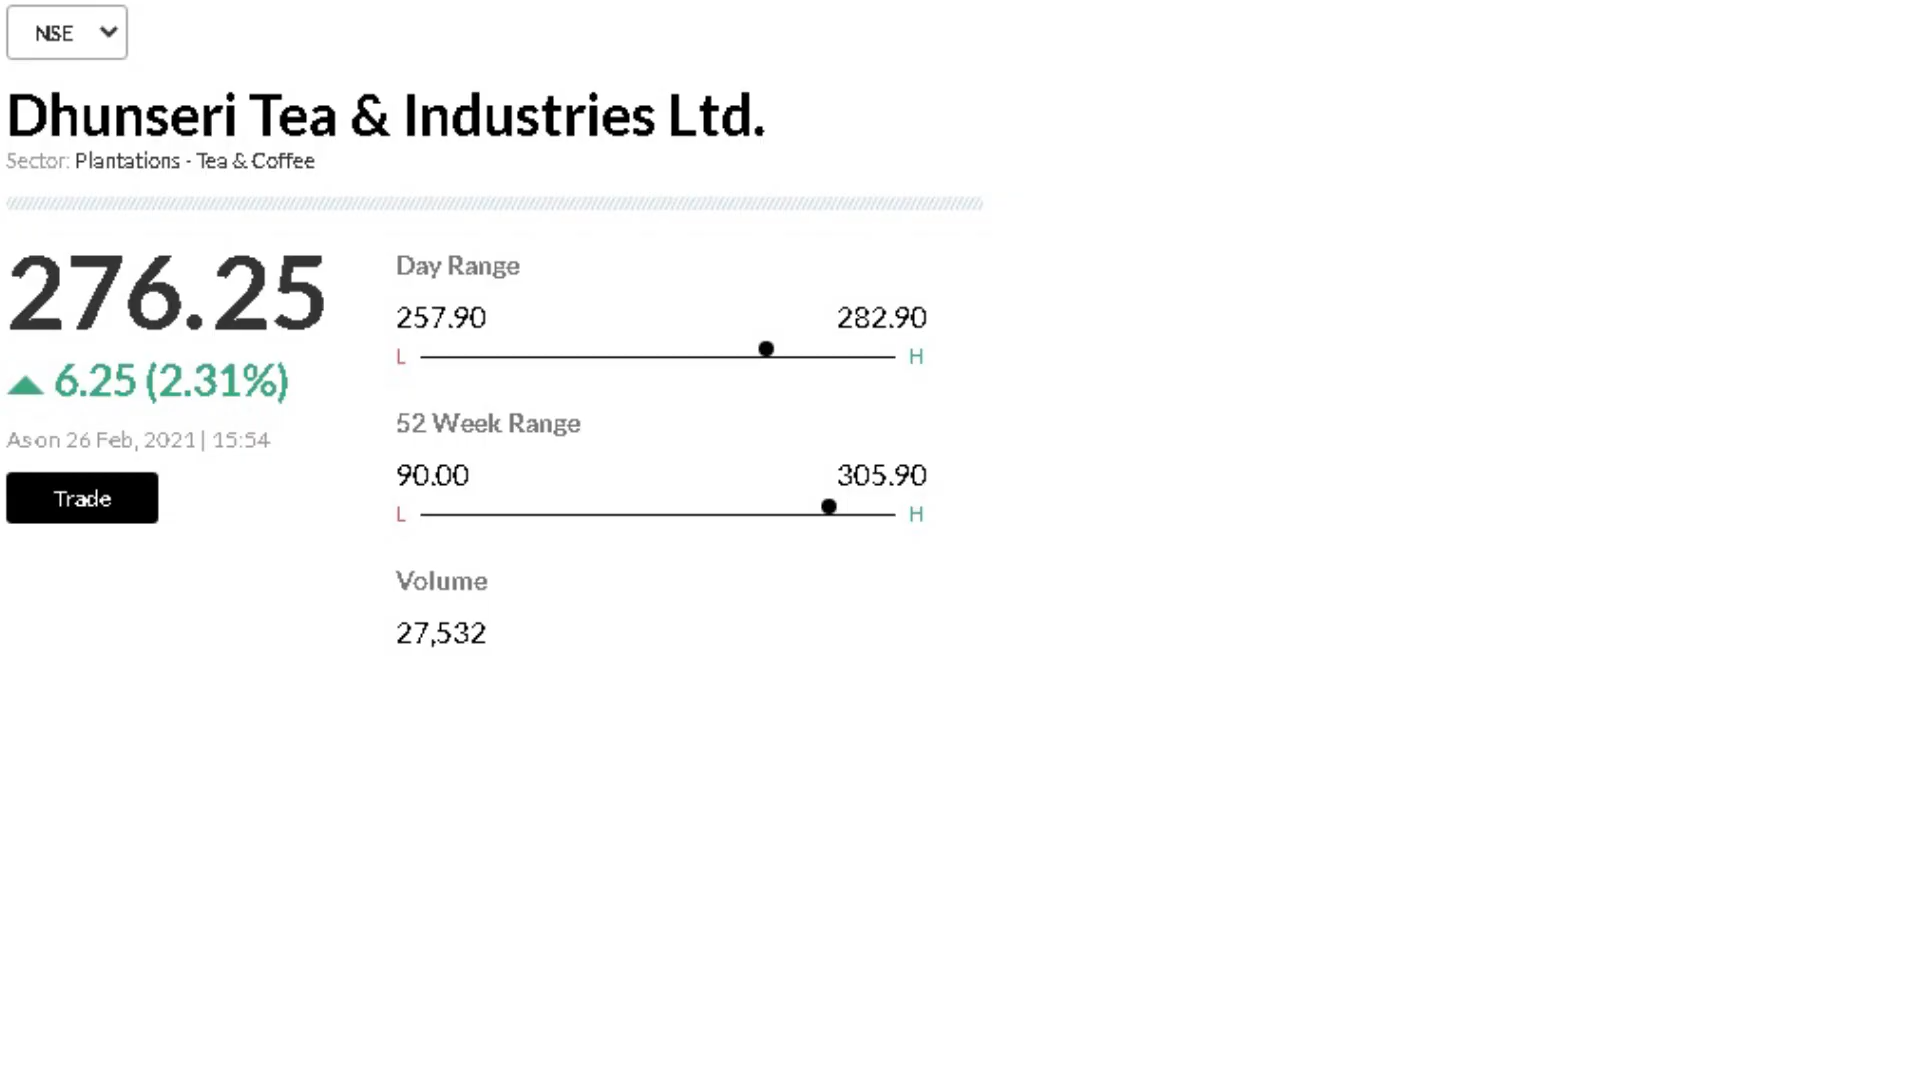 NSE
Dhunseri Tea & Industries Ltd.
Sector: Plantations - Tea & Coffee
276.25
6.25 (2.31%)
As on 26 Feb, 2021 | 15:54
Trade
Day Range
257.90 282.90
L H
52 Week Range
90.00 305.90
L H
Volume
27,532